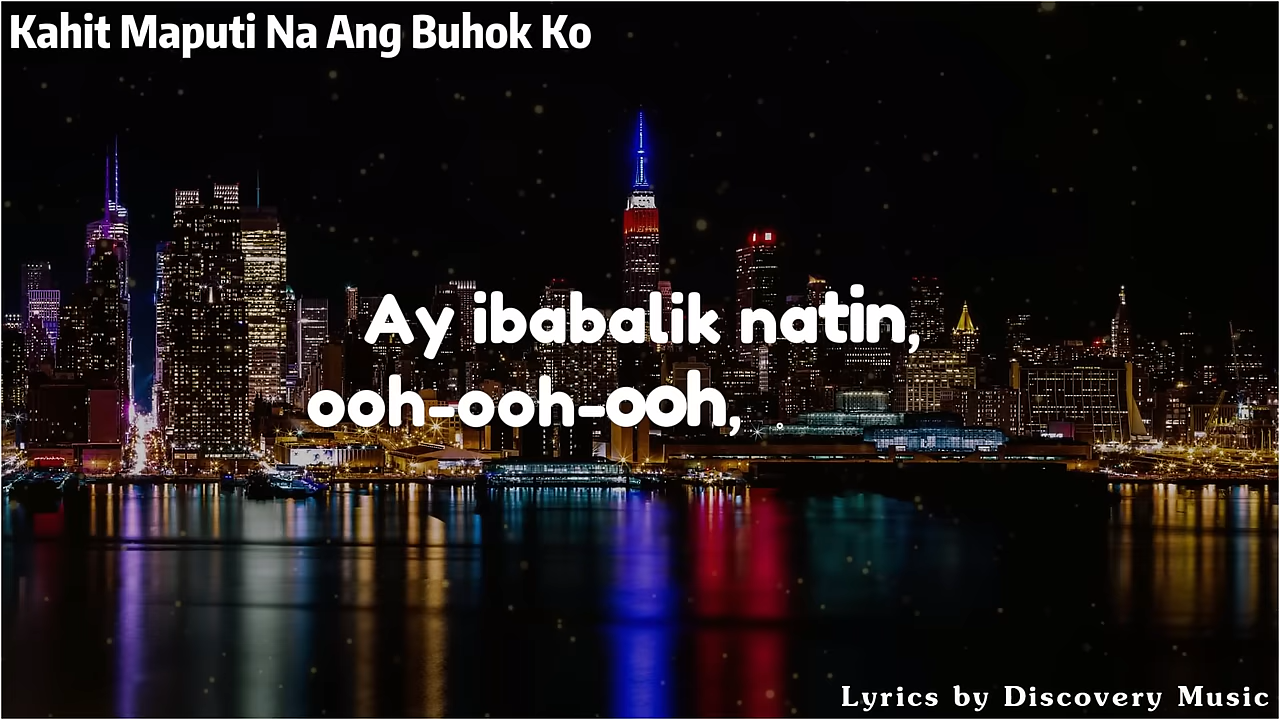 Kahit Maputi Na Ang Buhok Ko
Ay ibabalik natin,
ooh-ooh-ooh,
Lyrics by Discovery Music